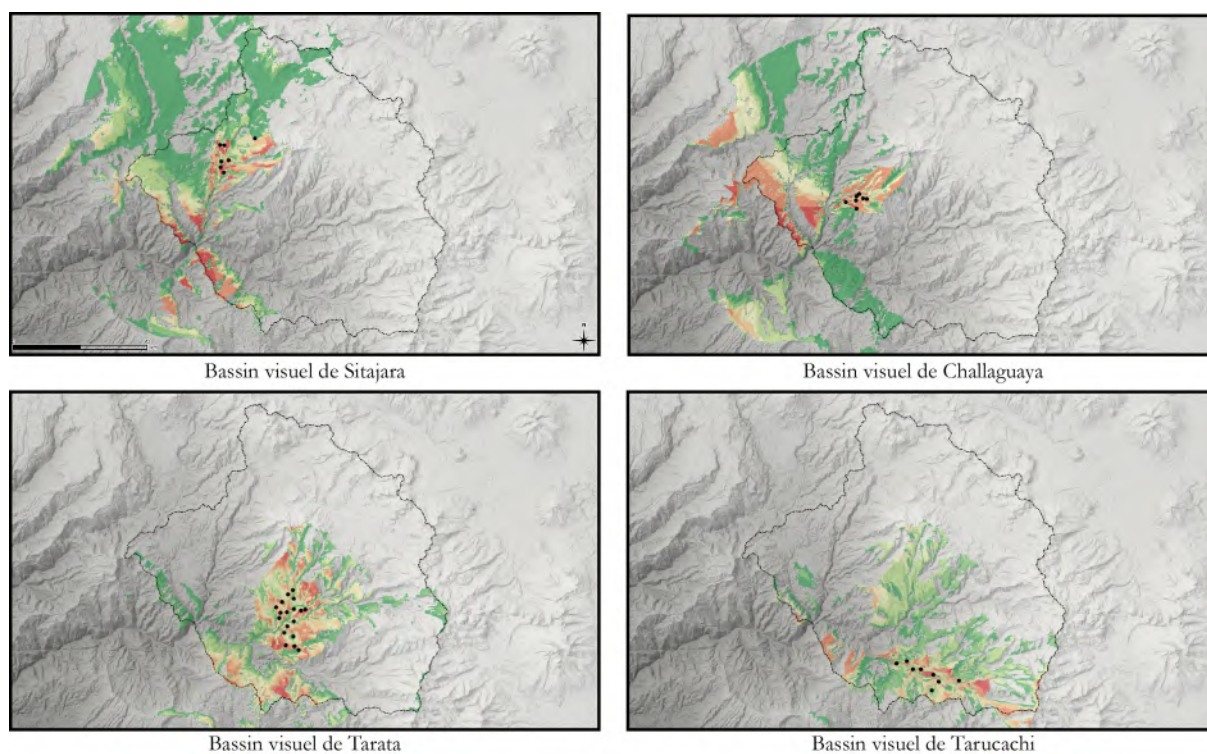 N
Bassin visuel de Sitajara
Bassin visuel de Challaguaya
Bassin visuel de Tarata
Bassin visuel de Tarucachi